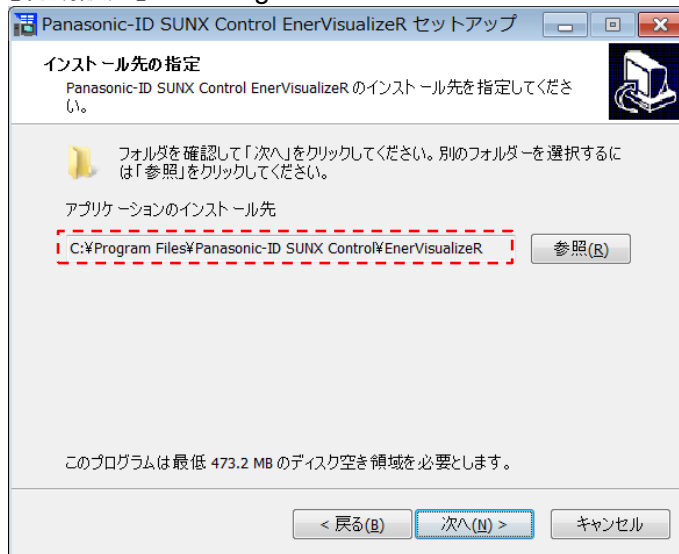 Panasonic-ID SUNX Control EnerVisualizeR セットアップ
インストール先の指定
Panasonic-ID SUNX Control EnerVisualizeR のインストール先を指定してくださ
い。
フォルダを確認して「次へ」をクリックしてください。別のフォルダーを選択するに
は「参照」をクリックしてください。
アプリケーションのインストール先
C:¥Program Files¥Panasonic-ID SUNX Control¥EnerVisualizeR
参照(R)
このプログラムは最低 473.2 MB のディスク空き領域を必要とします。
< 戻る(B)
次へ(N) >
キャンセル